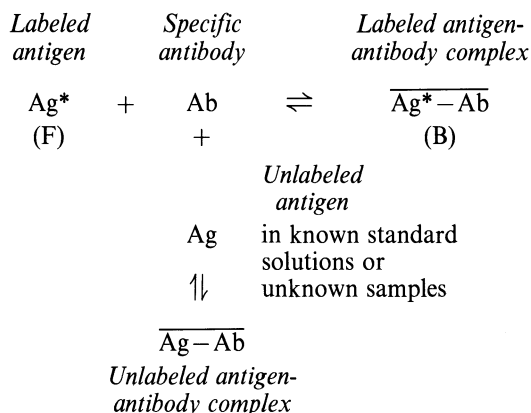 Labeled antigen
Specific antibody
Labeled antigen-antibody complex
Ag* + Ab ⇌ Ag* – Ab
(F) + (B)
Unlabeled antigen
Ag in known standard solutions or unknown samples
⥮
Ag – Ab
Unlabeled antigen-antibody complex